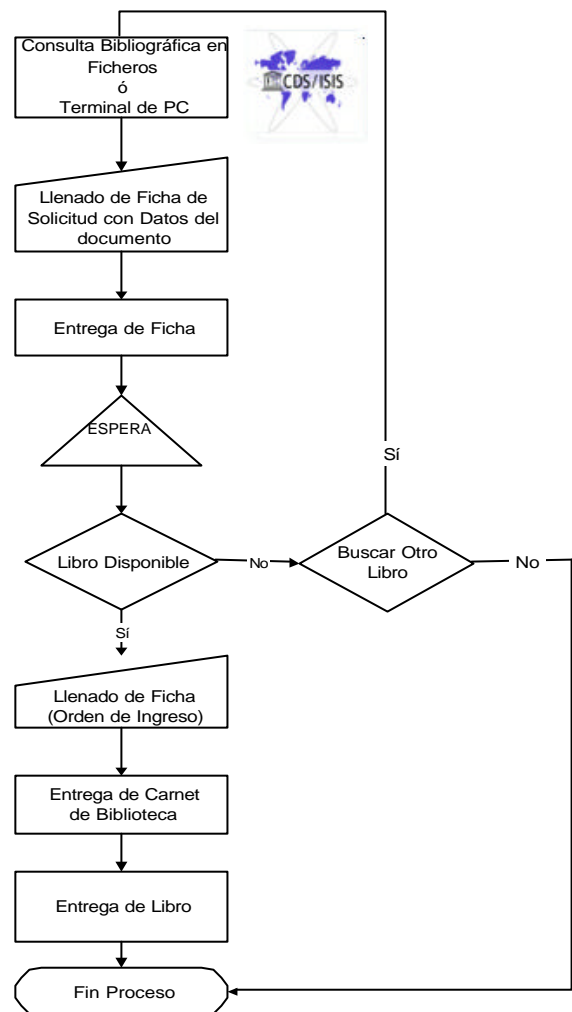 Consulta Bibliográfica en
Ficheros
ó
Terminal de PC
CDS/ISIS
Llenado de Ficha de
Solicitud con Datos del
documento
Entrega de Ficha
ESPERA
Sí
Libro Disponible
No
Buscar Otro
Libro
No
Sí
Llenado de Ficha
(Orden de Ingreso)
Entrega de Carnet
de Biblioteca
Entrega de Libro
Fin Proceso